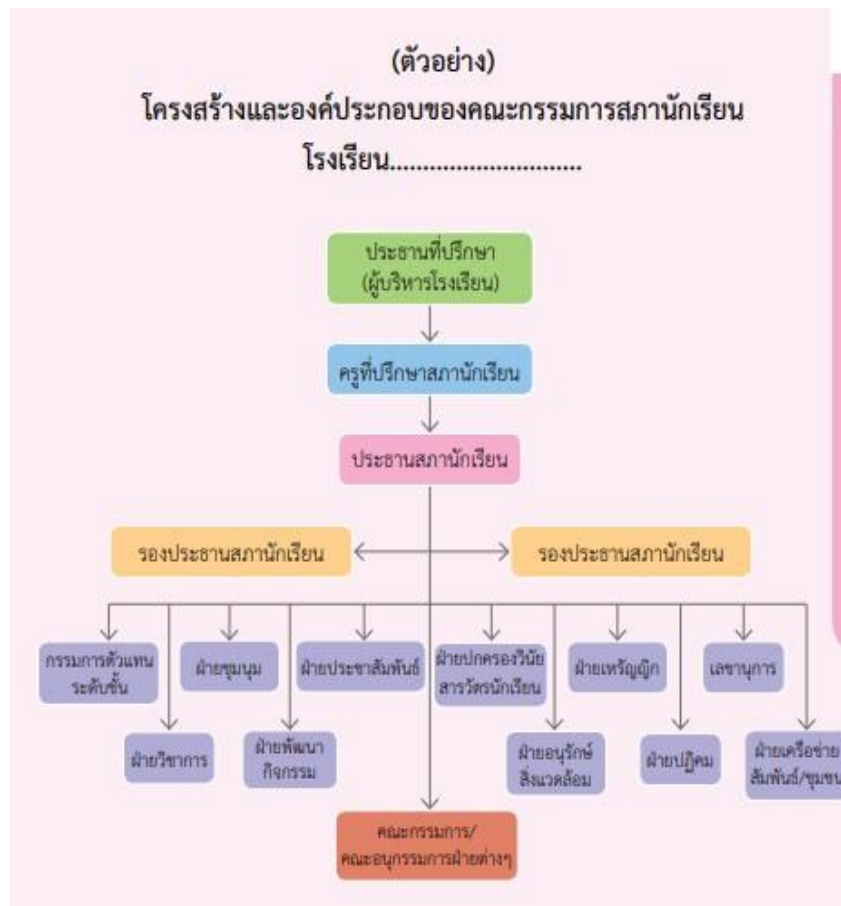 (ตัวอย่าง)
โครงสร้างและองค์ประกอบของคณะกรรมการสภานักเรียน
โรงเรียน.............................
ประธานที่ปรึกษา
(ผู้บริหารโรงเรียน)
ครูที่ปรึกษาสภานักเรียน
ประธานสภานักเรียน
รองประธานสภานักเรียน
รองประธานสภานักเรียน
กรรมการตัวแทน
ระดับชั้น
ฝ่ายชุมนุม
ฝ่ายประชาสัมพันธ์
ฝ่ายปกครองวินัย
สารวัตรนักเรียน
ฝ่ายเหรัญญิก
เลขานุการ
ฝ่ายวิชาการ
ฝ่ายพัฒนา
กิจกรรม
ฝ่ายอนุรักษ์
สิ่งแวดล้อม
ฝ่ายปฏิคม
ฝ่ายเครือข่าย
สัมพันธ์/ชุมชน
คณะกรรมการ/
คณะอนุกรรมการฝ่ายต่างๆ